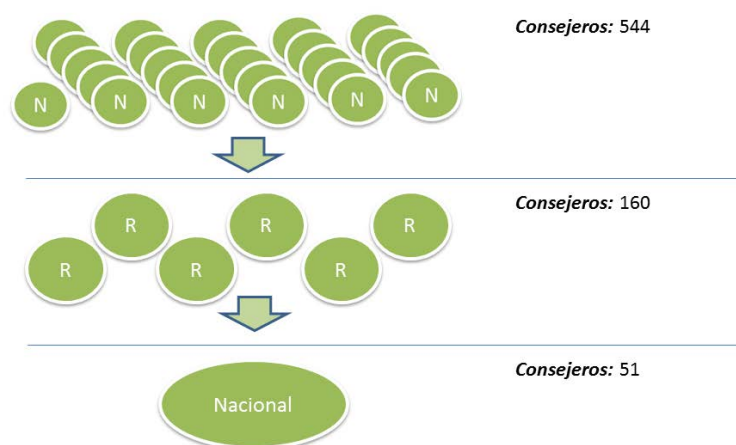 Consejeros: 544
N N N N N N
Consejeros: 160
R R R
R R R
Consejeros: 51
Nacional